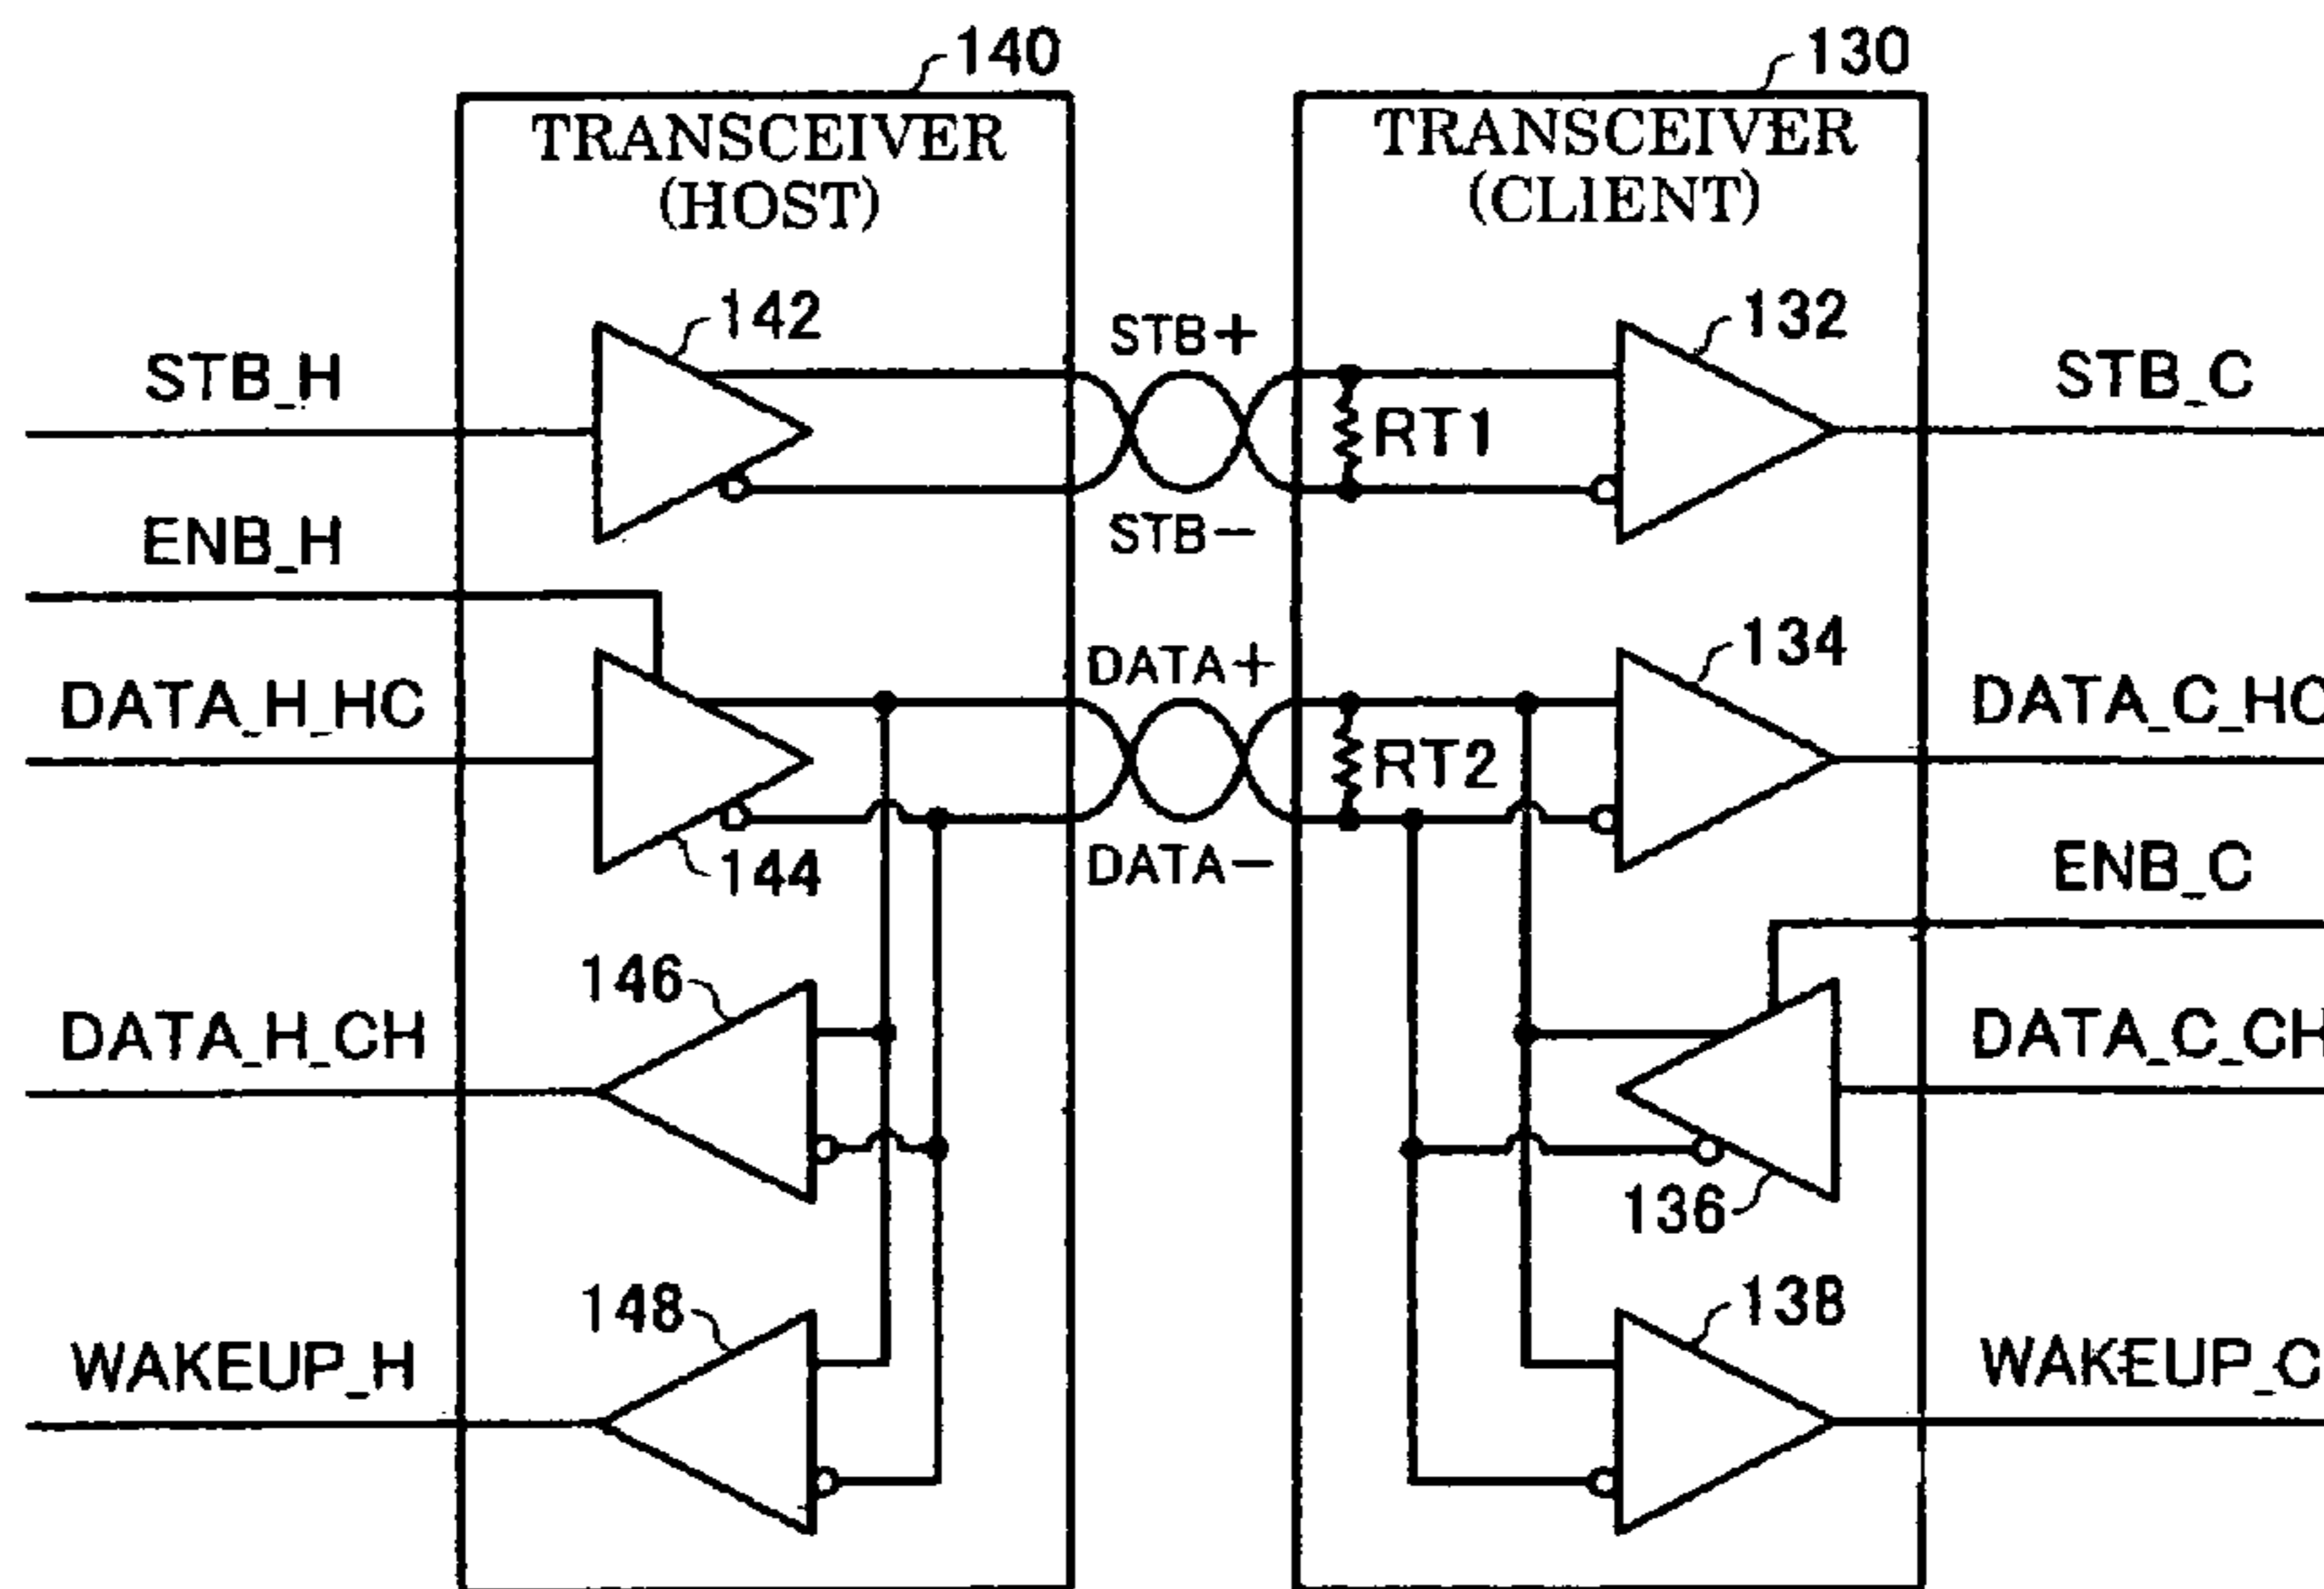 140
130
TRANSCEIVER
(HOST)
TRANSCEIVER
(CLIENT)
142
STB+
132
STB_H
RT1
STB_C
ENB_H
STB−
DATA+
134
DATA_H_HC
RT2
DATA_C_HC
144
DATA−
ENB_C
146
DATA_H_CH
DATA_C_CH
136
148
138
WAKEUP_H
WAKEUP_C